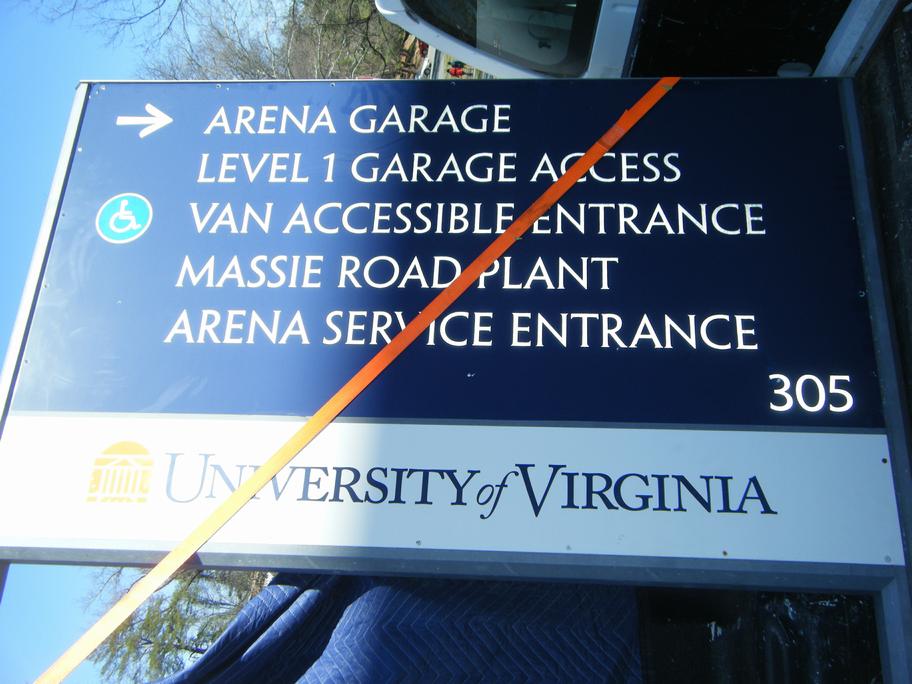 ARENA GARAGE
LEVEL 1 GARAGE ACCESS
VAN ACCESSIBLE ENTRANCE
MASSIE ROAD PLANT
ARENA SERVICE ENTRANCE
305
UNIVERSITY of VIRGINIA